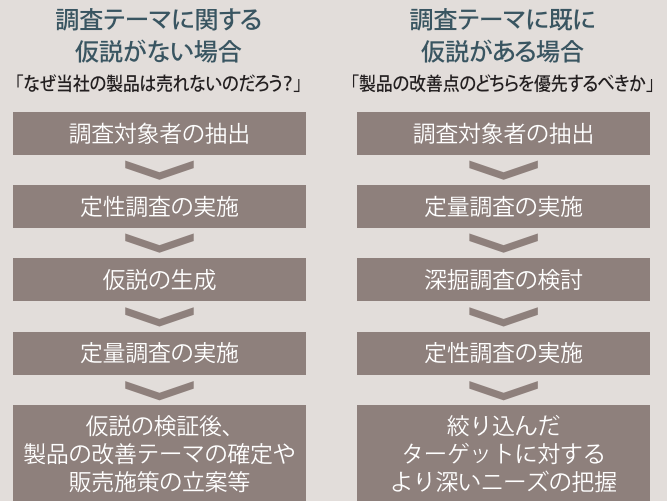 調査テーマに関する
仮説がない場合
「なぜ当社の製品は売れないのだろう?」
調査対象者の抽出
定性調査の実施
仮説の生成
定量調査の実施
仮説の検証後、
製品の改善テーマの確定や
販売施策の立案等
調査テーマに既に
仮説がある場合
「製品の改善点のどちらを優先するべきか」
調査対象者の抽出
定量調査の実施
深掘調査の検討
定性調査の実施
絞り込んだ
ターゲットに対する
より深いニーズの把握